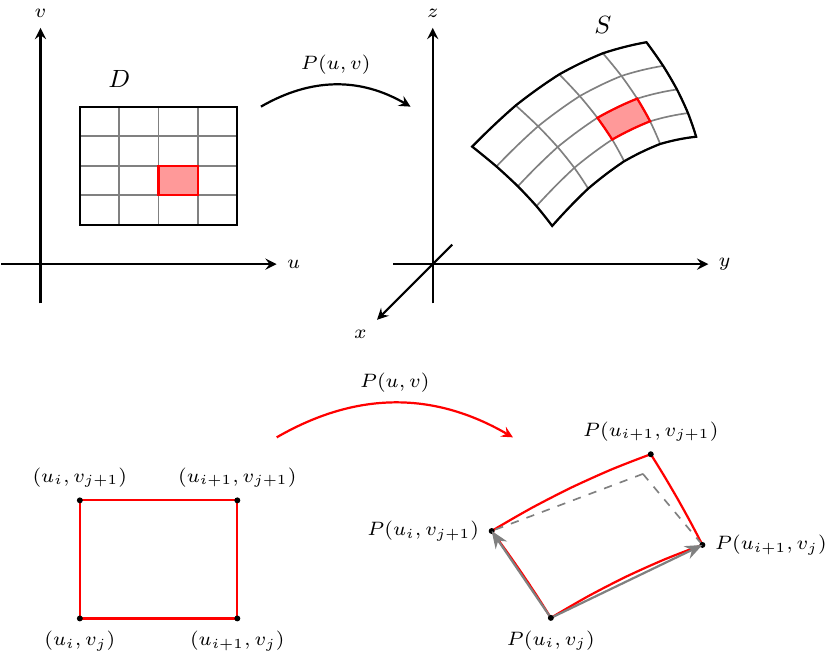 v
z
S
P(u, v)
D
u
y
x
P(u, v)
P(u_{i+1}, v_{j+1})
(u_i, v_{j+1})
(u_{i+1}, v_{j+1})
P(u_i, v_{j+1})
P(u_{i+1}, v_j)
(u_i, v_j)
(u_{i+1}, v_j)
P(u_i, v_j)